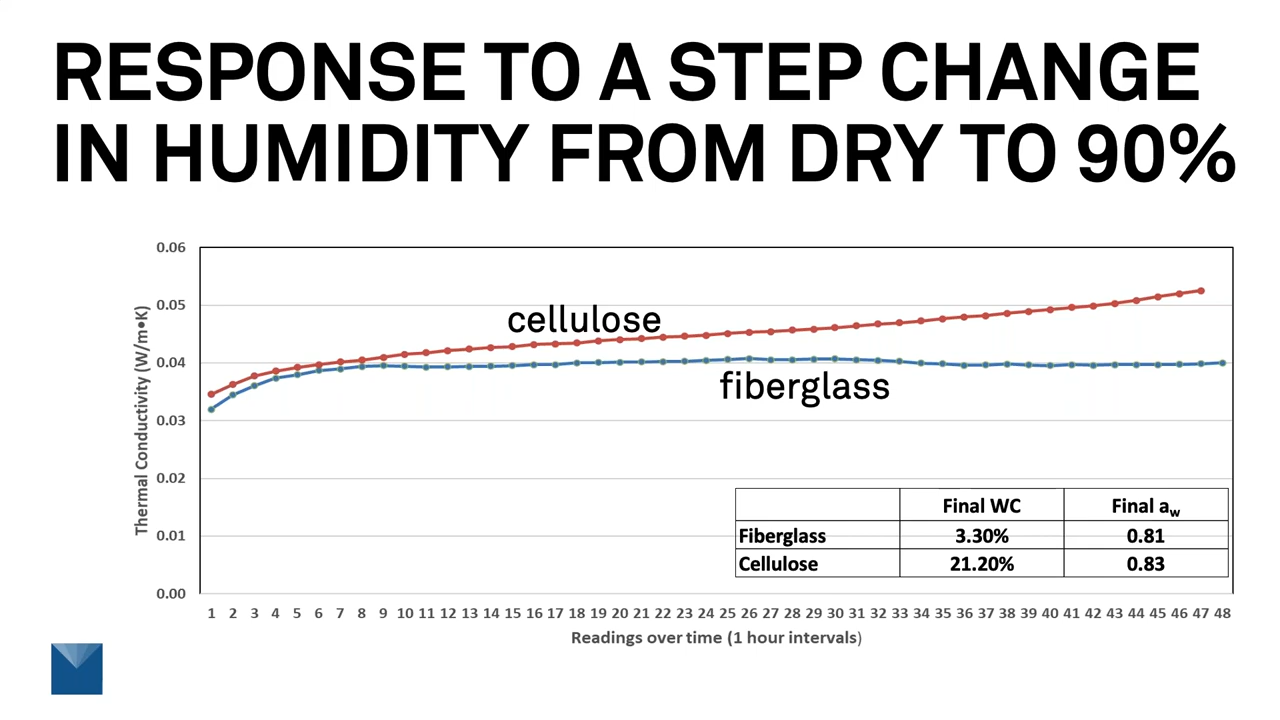 RESPONSE TO A STEP CHANGE
IN HUMIDITY FROM DRY TO 90%
0.06
0.05
0.04
0.03
0.02
0.01
0.00
Thermal Conductivity (W/m•K)
cellulose
fiberglass
Final WC Final aw
Fiberglass 3.30% 0.81
Cellulose 21.20% 0.83
1 2 3 4 5 6 7 8 9 10 11 12 13 14 15 16 17 18 19 20 21 22 23 24 25 26 27 28 29 30 31 32 33 34 35 36 37 38 39 40 41 42 43 44 45 46 47 48
Readings over time (1 hour intervals)